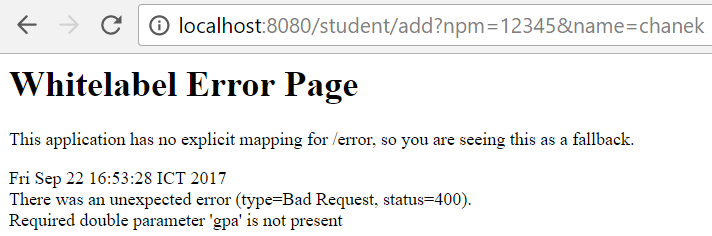 localhost:8080/student/add?npm=12345&name=chanek
Whitelabel Error Page
This application has no explicit mapping for /error, so you are seeing this as a fallback.
Fri Sep 22 16:53:28 ICT 2017
There was an unexpected error (type=Bad Request, status=400).
Required double parameter 'gpa' is not present